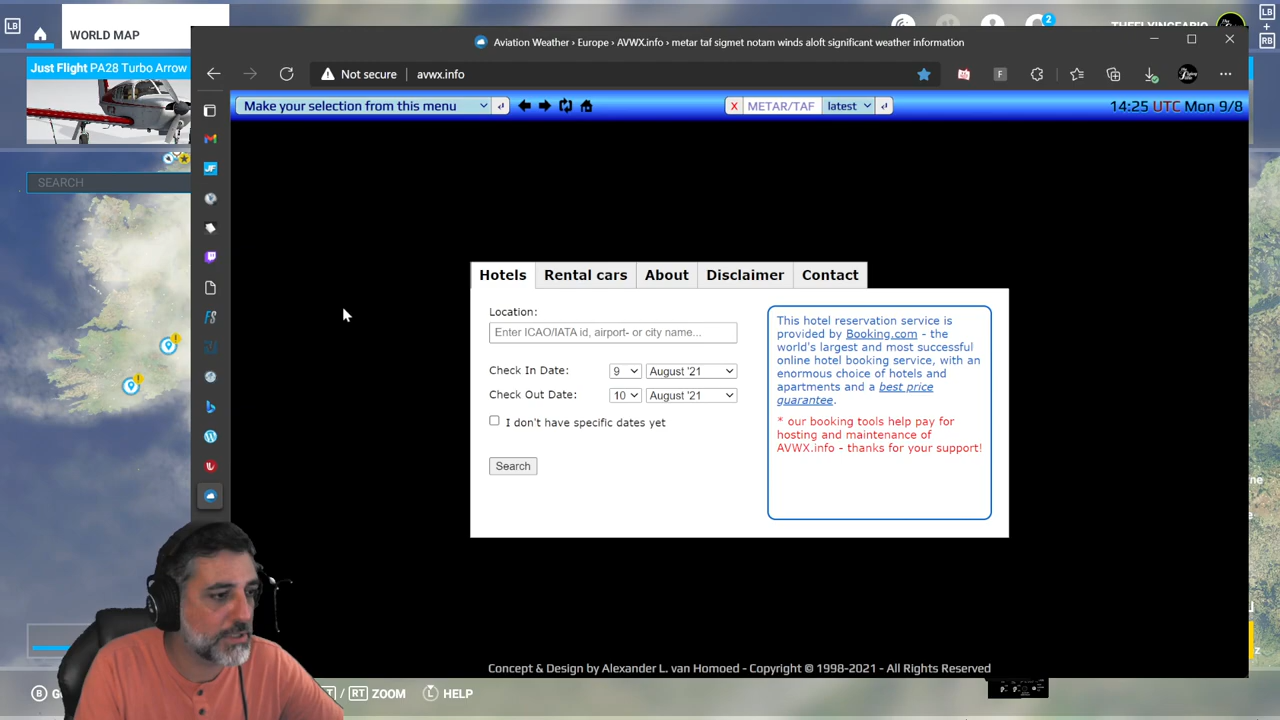 LB
WORLD MAP
2
THEFLYINGFABIO
LB
+
RB
Just Flight PA28 Turbo Arrow
SEARCH
Aviation Weather › Europe › AVWX.info › metar taf sigmet notam winds aloft significant weather information
Not secure
avwx.info
Make your selection from this menu
X
METAR/TAF
latest
14:25 UTC Mon 9/8
Hotels
Rental cars
About
Disclaimer
Contact
Location:
Enter ICAO/IATA id, airport- or city name...
Check In Date:
9
August '21
Check Out Date:
10
August '21
I don't have specific dates yet
Search
This hotel reservation service is
provided by Booking.com - the
world's largest and most successful
online hotel booking service, with an
enormous choice of hotels and
apartments and a best price
guarantee.
* our booking tools help pay for
hosting and maintenance of
AVWX.info - thanks for your support!
Concept & Design by Alexander L. van Homoed - Copyright © 1998-2021 - All Rights Reserved
B
/ RT ZOOM
L HELP